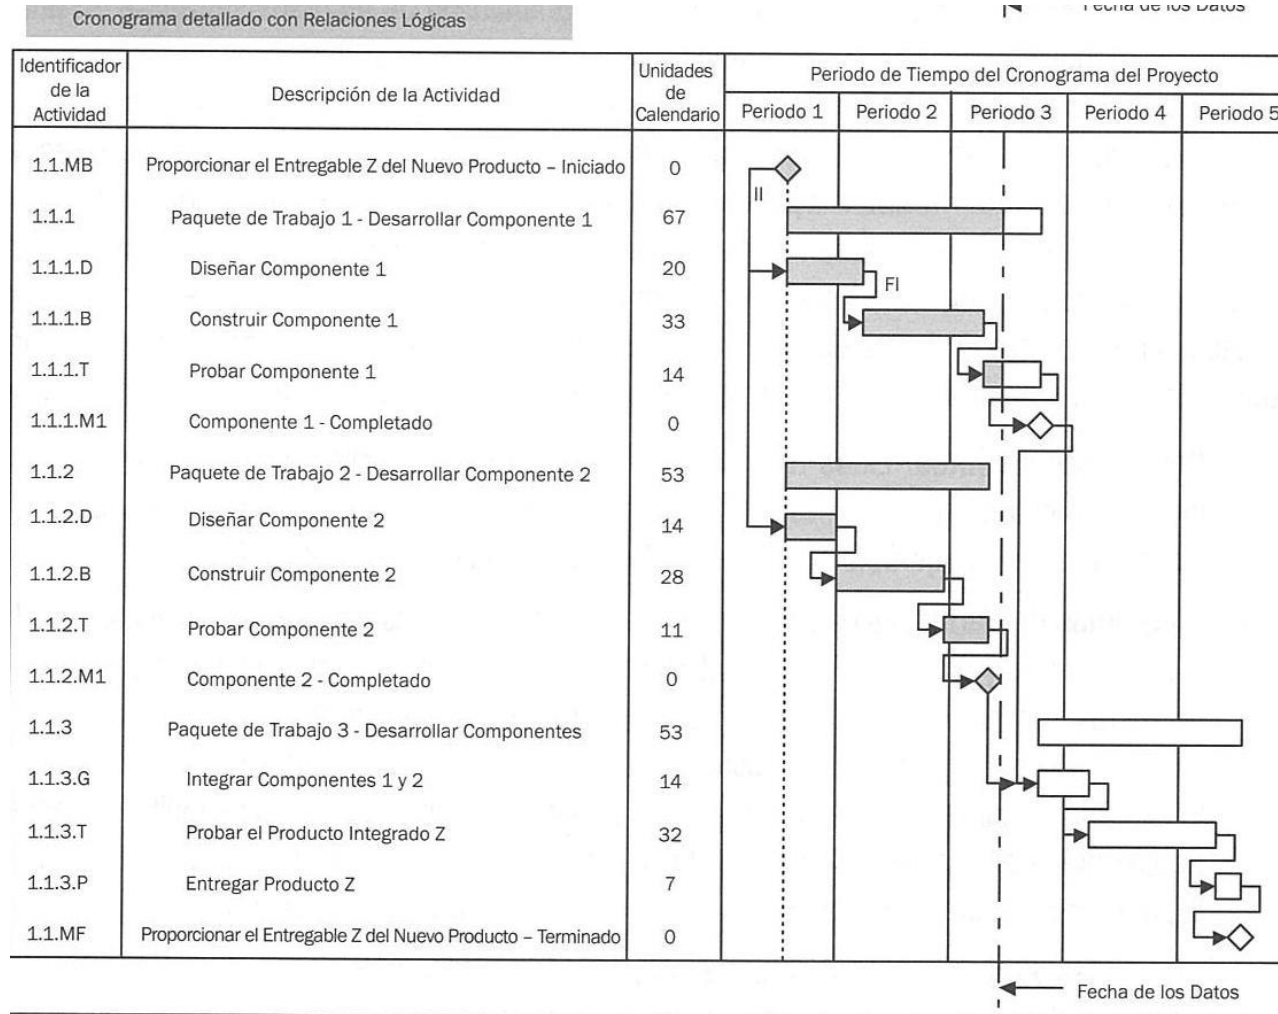 Cronograma detallado con Relaciones Lógicas
Fecha de los Datos
Identificador de la Actividad
Descripción de la Actividad
Unidades de Calendario
Periodo de Tiempo del Cronograma del Proyecto
Periodo 1 Periodo 2 Periodo 3 Periodo 4 Periodo 5
1.1.MB Proporcionar el Entregable Z del Nuevo Producto – Iniciado 0
II
1.1.1 Paquete de Trabajo 1 - Desarrollar Componente 1 67
1.1.1.D Diseñar Componente 1 20
FI
1.1.1.B Construir Componente 1 33
1.1.1.T Probar Componente 1 14
1.1.1.M1 Componente 1 - Completado 0
1.1.2 Paquete de Trabajo 2 - Desarrollar Componente 2 53
1.1.2.D Diseñar Componente 2 14
1.1.2.B Construir Componente 2 28
1.1.2.T Probar Componente 2 11
1.1.2.M1 Componente 2 - Completado 0
1.1.3 Paquete de Trabajo 3 - Desarrollar Componentes 53
1.1.3.G Integrar Componentes 1 y 2 14
1.1.3.T Probar el Producto Integrado Z 32
1.1.3.P Entregar Producto Z 7
1.1.MF Proporcionar el Entregable Z del Nuevo Producto – Terminado 0
Fecha de los Datos